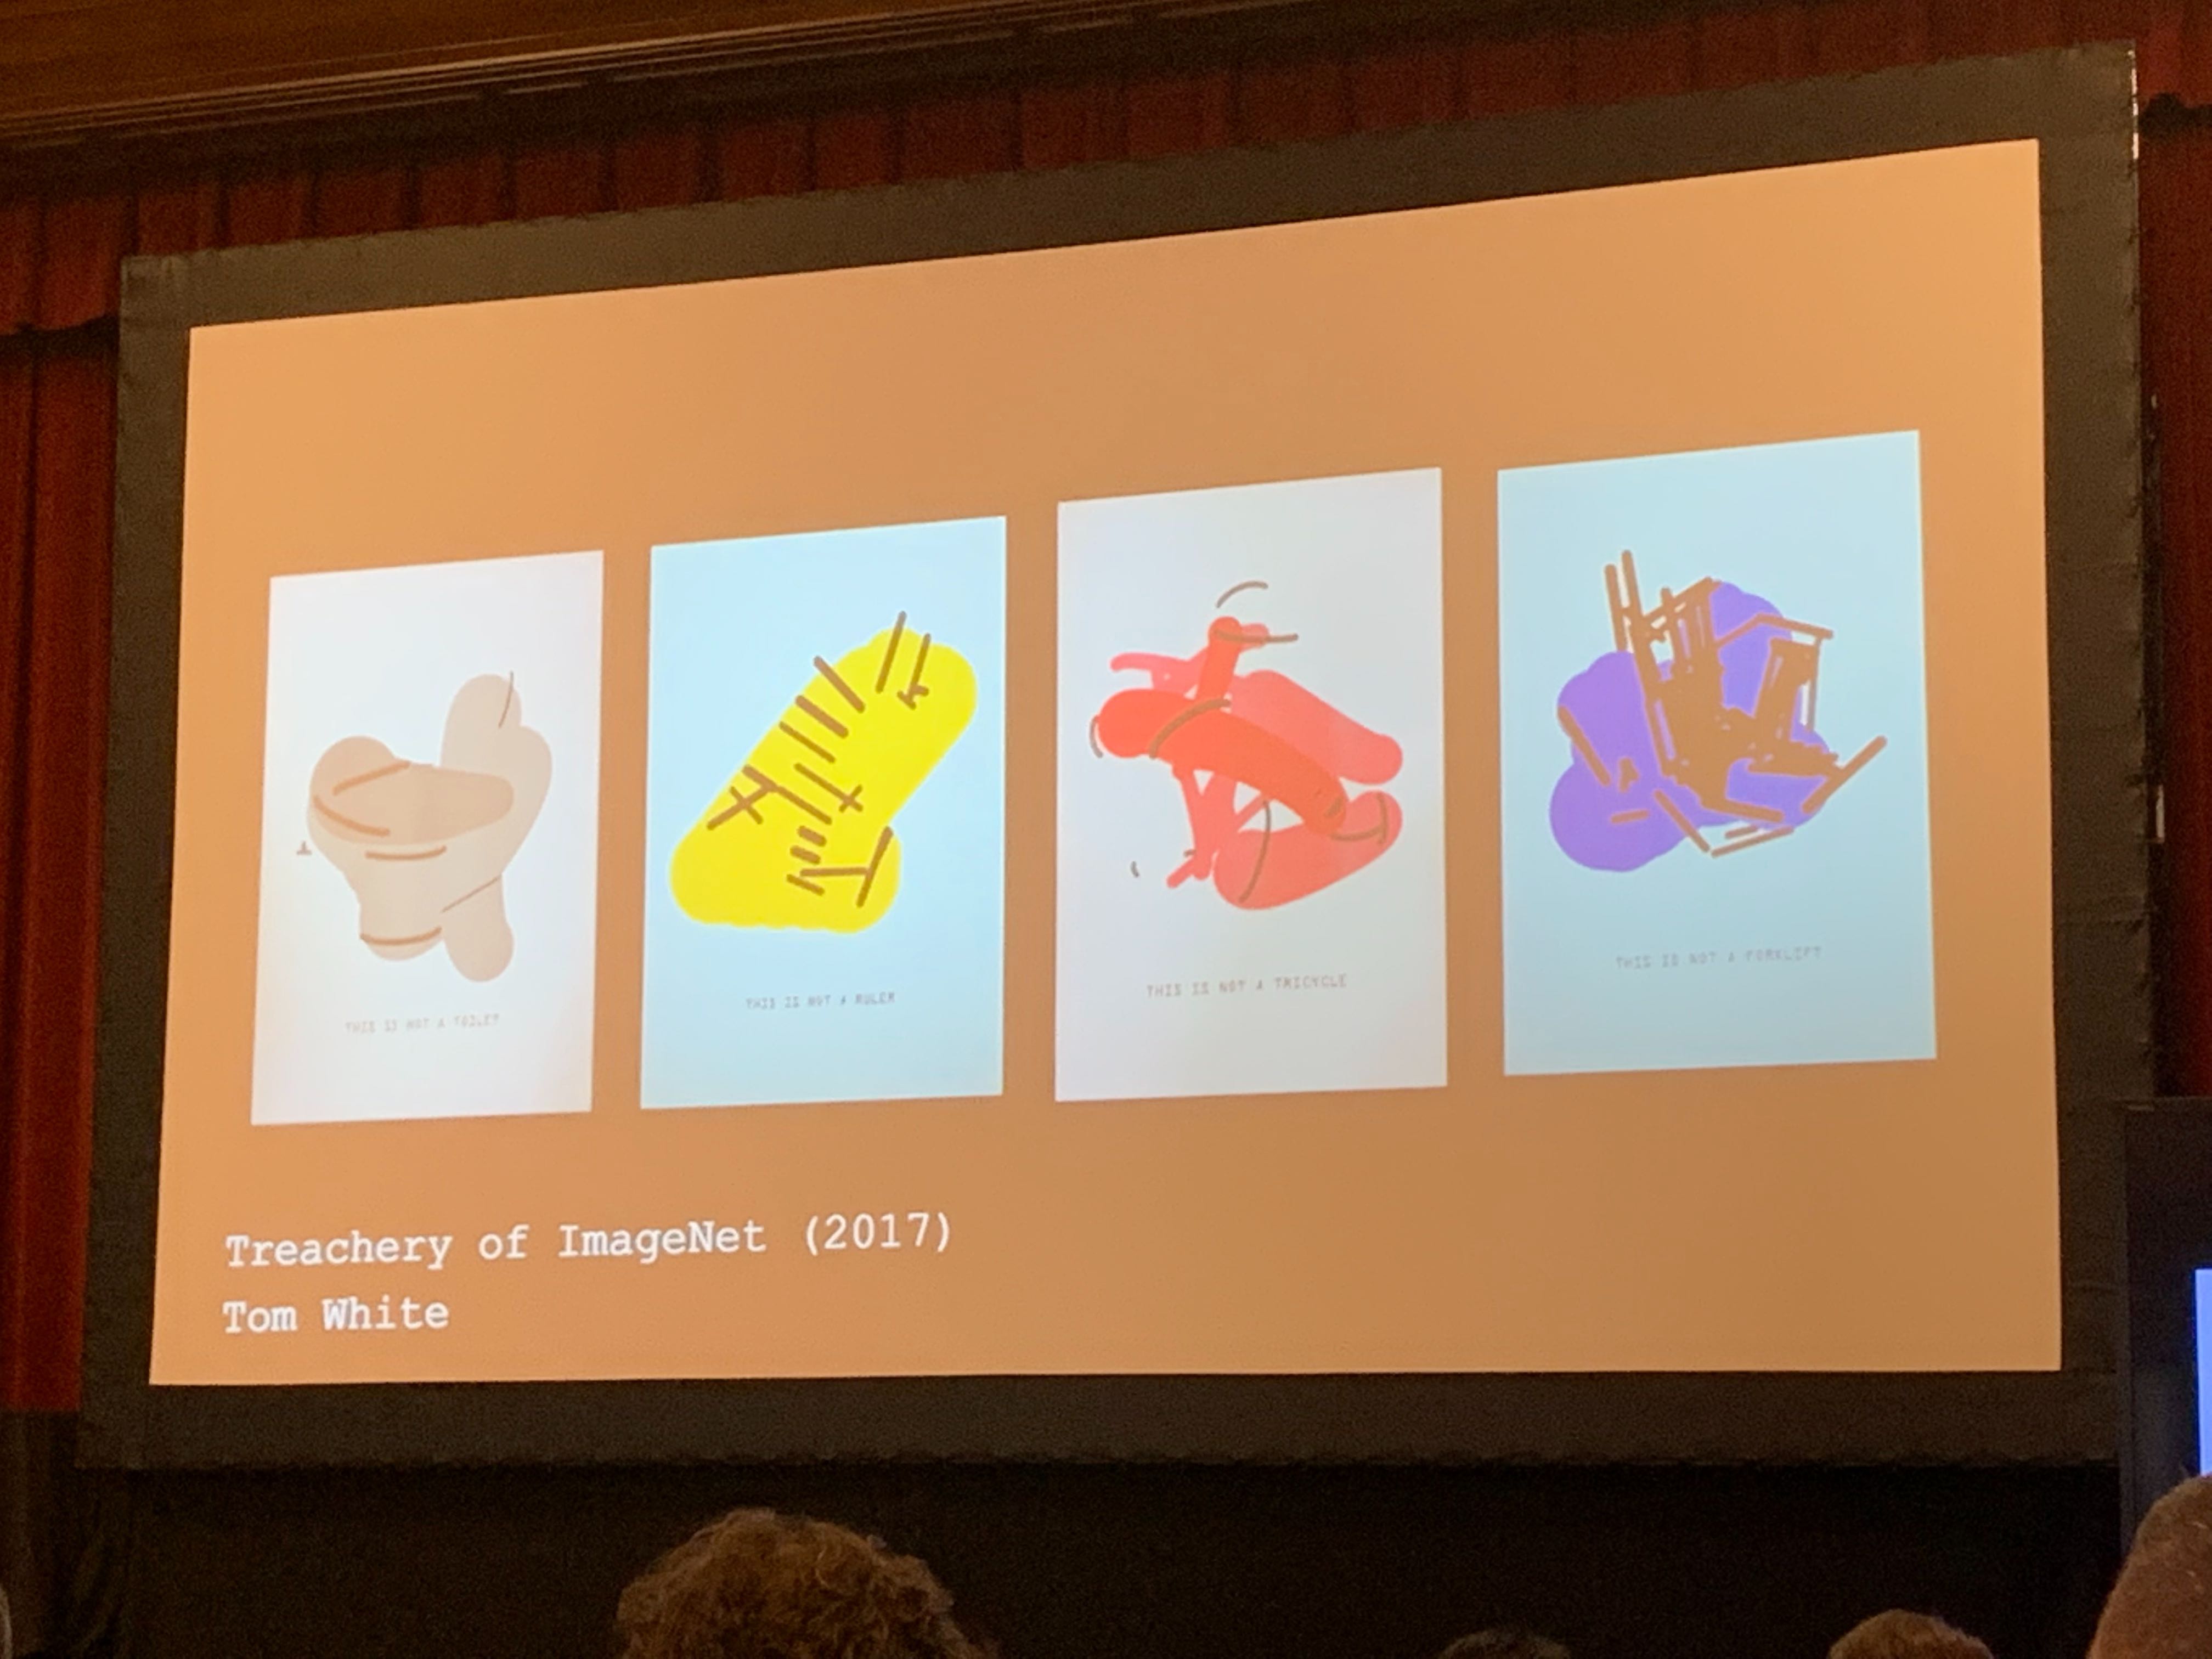 THIS IS NOT A TOILET
THIS IS NOT A RULER
THIS IS NOT A TRICYCLE
THIS IS NOT A FORKLIFT
Treachery of ImageNet (2017)
Tom White